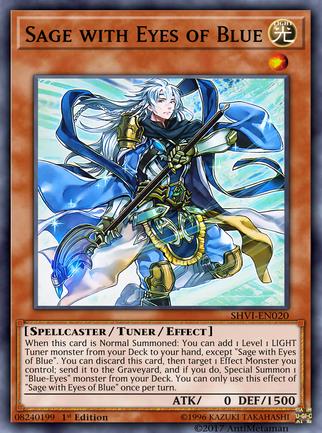 Sage with Eyes of Blue
LIGHT
光
SHVI-EN020
[Spellcaster / Tuner / Effect]
When this card is Normal Summoned: You can add 1 Level 1 LIGHT
Tuner monster from your Deck to your hand, except "Sage with Eyes
of Blue". You can discard this card, then target 1 Effect Monster you
control; send it to the Graveyard, and if you do, Special Summon 1
"Blue-Eyes" monster from your Deck. You can only use this effect of
"Sage with Eyes of Blue" once per turn.
ATK/ 0 DEF/1500
08240199 1st Edition ©1996 KAZUKI TAKAHASHI
©2017 AntiMetaman